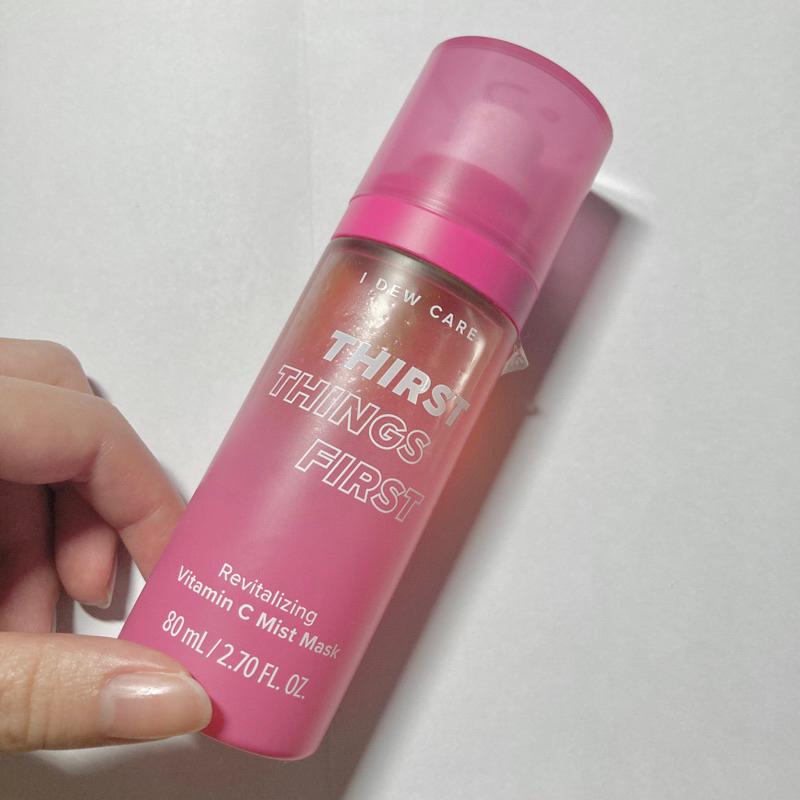 I DEW CARE
THIRST
THINGS
FIRST
Revitalizing
Vitamin C Mist Mask
80 mL / 2.70 FL. OZ.